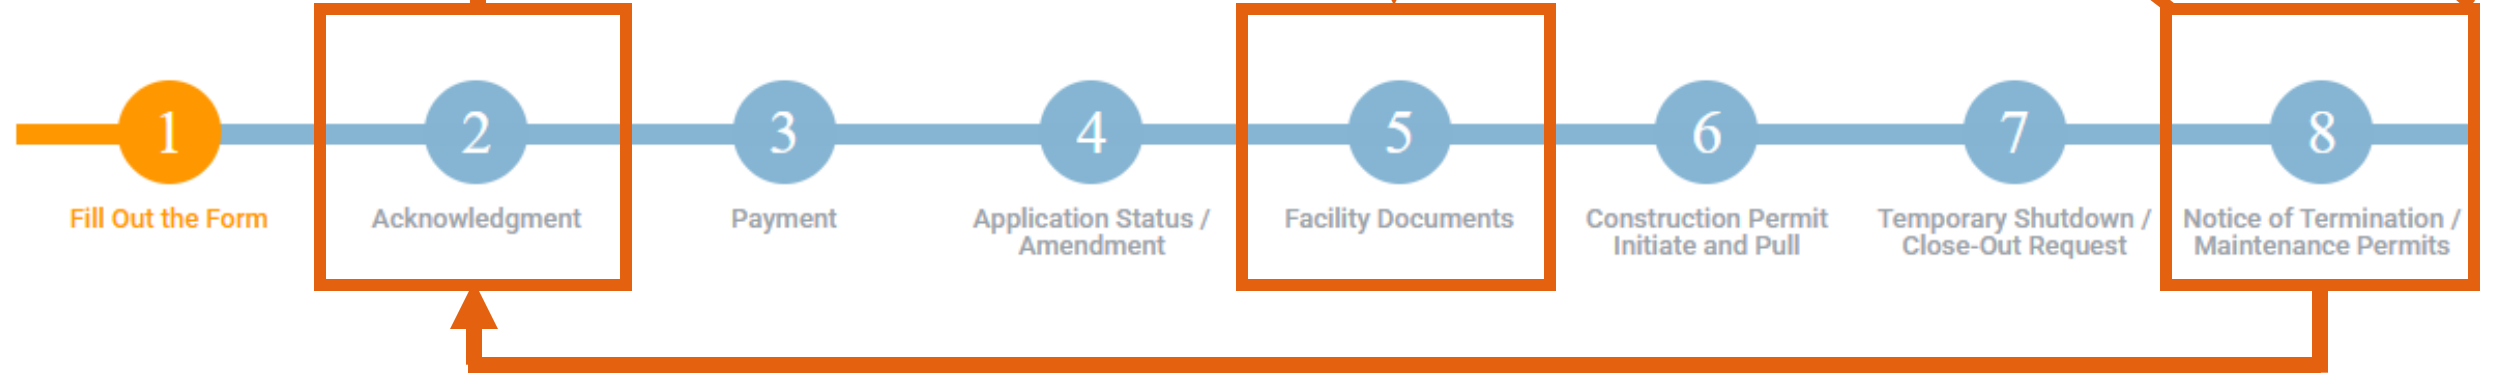 1
2
3
4
5
6
7
8
Fill Out the Form
Acknowledgment
Payment
Application Status /
Amendment
Facility Documents
Construction Permit
Initiate and Pull
Temporary Shutdown /
Close-Out Request
Notice of Termination /
Maintenance Permits